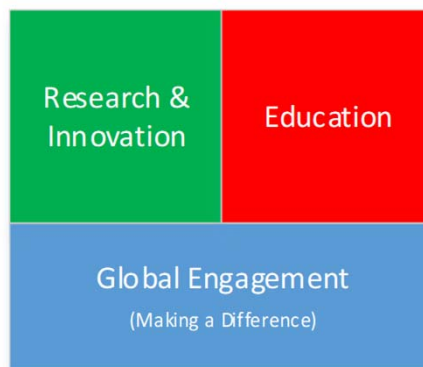 Research &
Innovation
Education
Global Engagement
(Making a Difference)